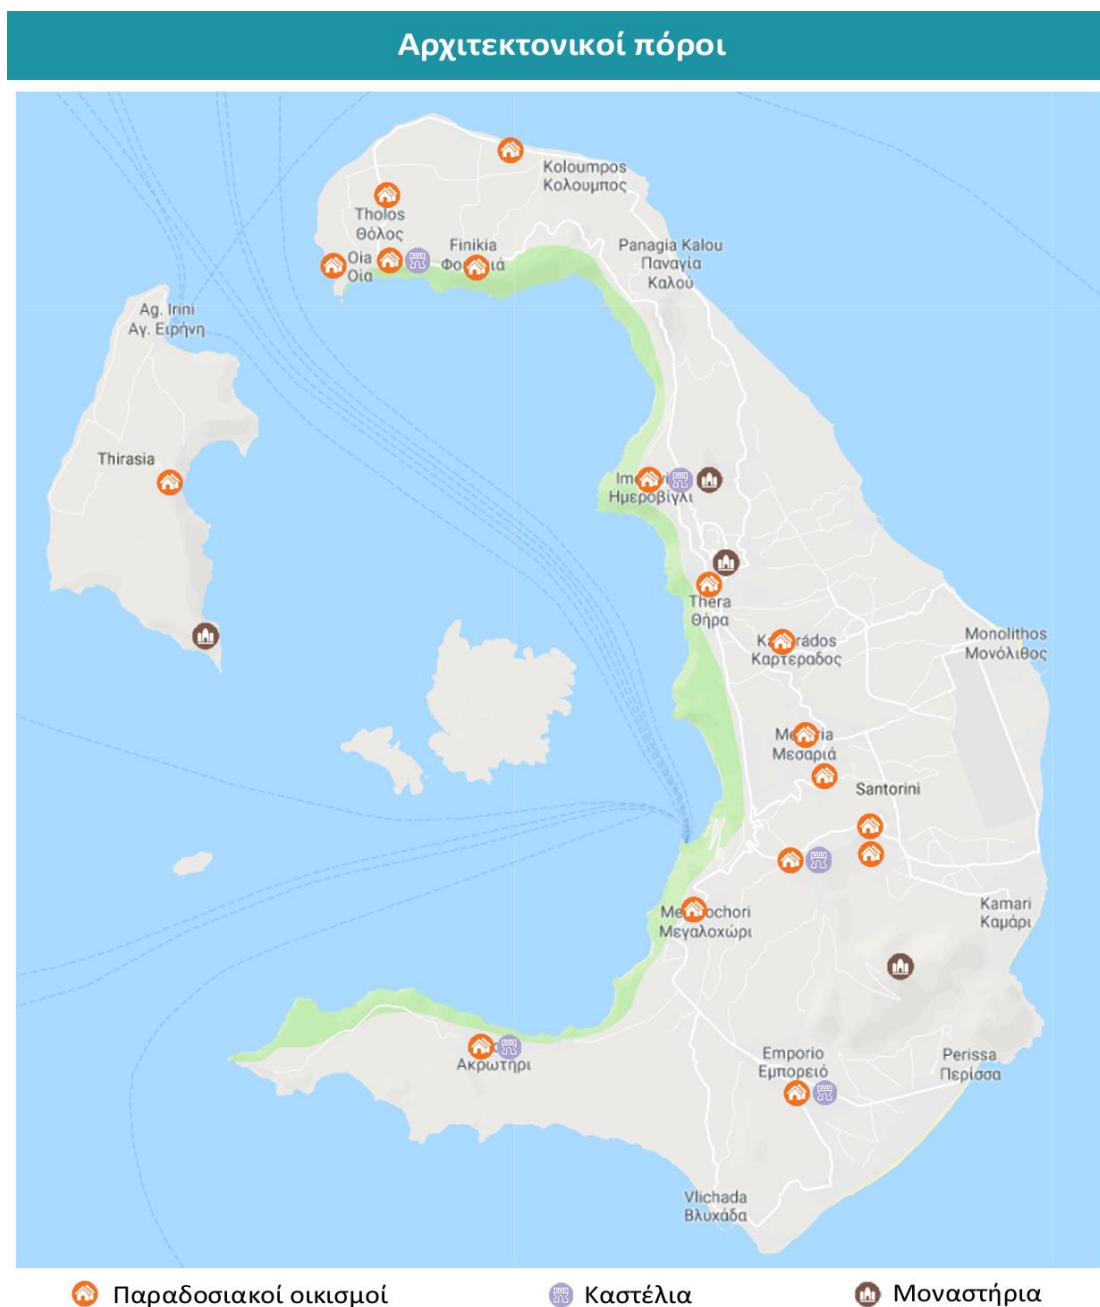 Αρχιτεκτονικοί πόροι
Koloumpos
Κολουμπος
Tholos
Θόλος
Finikia
Oia
Οία
Panagia Kalou
Παναγία
Καλού
Ag. Irini
Αγ. Ειρήνη
Thirasia
Ημεροβίγλι
Thera
Θήρα
Καρτεραδος
Monolithos
Μονόλιθος
Μεσαριά
Santorini
Μεγαλοχώρι
Kamari
Καμάρι
Ακρωτήρι
Emporio
Εμπορειό
Perissa
Περίσσα
Vlichada
Βλυχάδα
Παραδοσιακοί οικισμοί
Καστέλια
Μοναστήρια